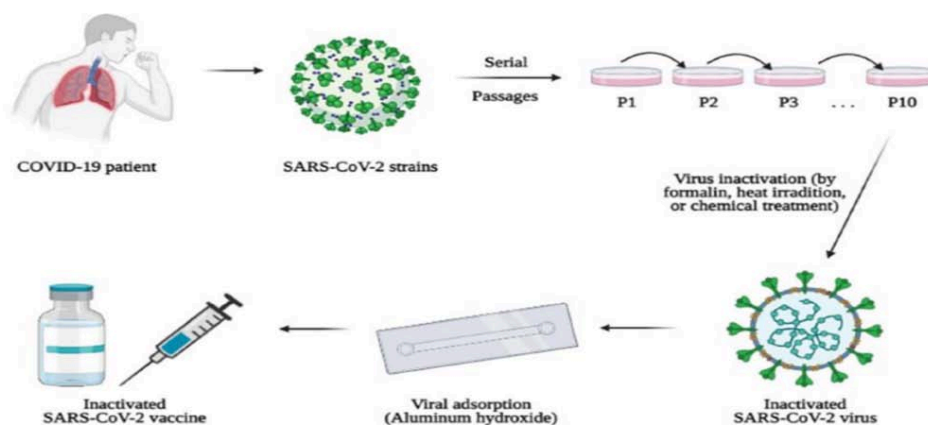 Serial
Passages
P1 P2 P3 ... P10
COVID-19 patient
SARS-CoV-2 strains
Virus inactivation (by
formalin, heat irradition,
or chemical treatment)
Inactivated
SARS-CoV-2 vaccine
Viral adsorption
(Aluminum hydroxide)
Inactivated
SARS-CoV-2 virus